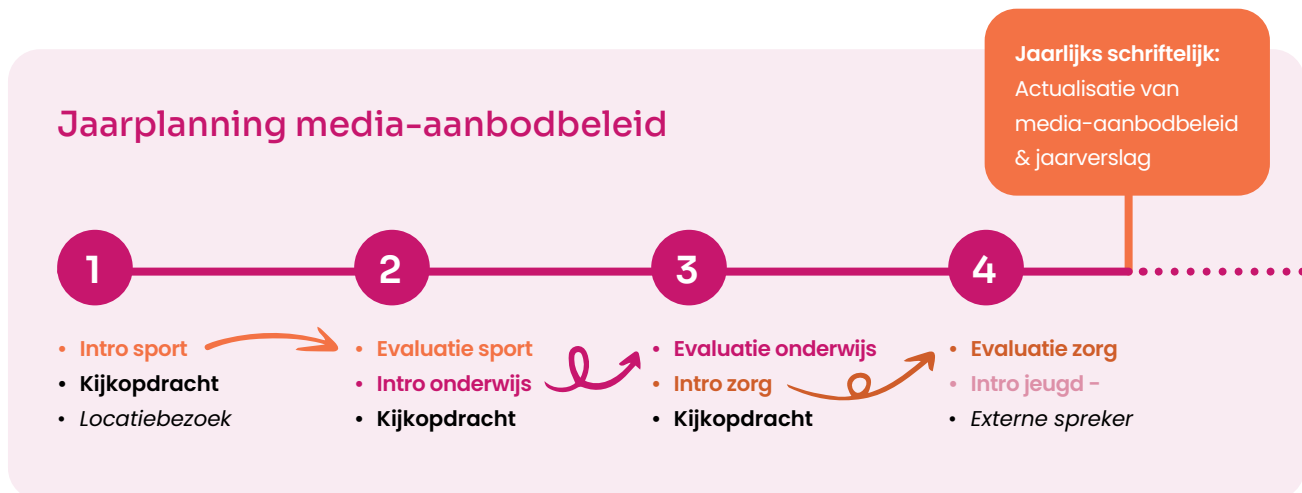 Jaarlijks schriftelijk:
Actualisatie van
media-aanbodbeleid
& jaarverslag
Jaarplanning media-aanbodbeleid
1
2
3
4
• Intro sport
• Kijkopdracht
• Locatiebezoek
• Evaluatie sport
• Intro onderwijs
• Kijkopdracht
• Evaluatie onderwijs
• Intro zorg
• Kijkopdracht
• Evaluatie zorg
• Intro jeugd -
• Externe spreker